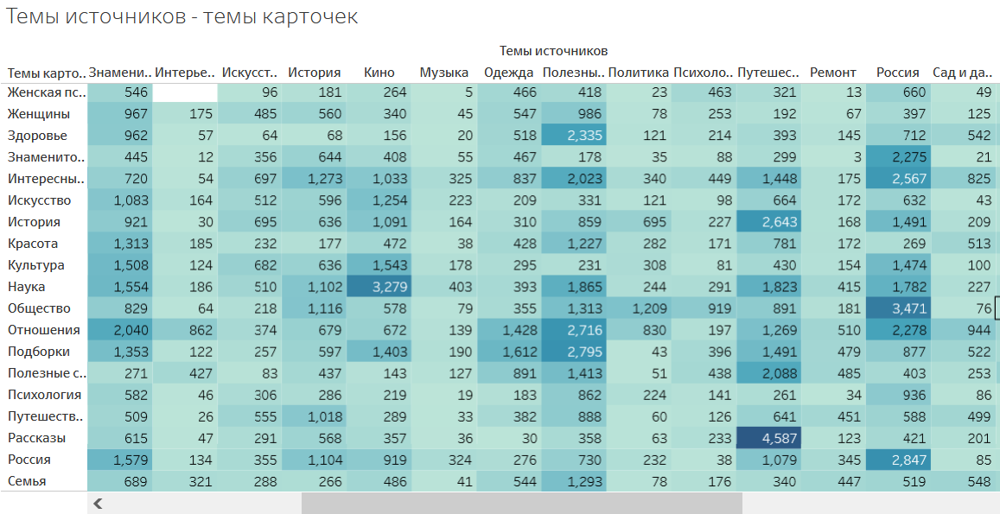 Темы источников - темы карточек
Темы источников
Темы карто.. Знамени.. Интерье.. Искусст.. История Кино Музыка Одежда Полезны.. Политика Психоло.. Путешес.. Ремонт Россия Сад и да..
Женская пс.. 546 96 181 264 5 466 418 23 463 321 13 660 49
Женщины 967 175 485 560 340 45 547 986 78 253 192 67 397 125
Здоровье 962 57 64 68 156 20 518 2,335 121 214 393 145 712 542
Знаменито.. 445 12 356 644 408 55 467 178 35 88 299 3 2,275 21
Интересны.. 720 54 697 1,273 1,033 325 837 2,023 340 449 1,448 175 2,567 825
Искусство 1,083 164 512 596 1,254 223 209 331 121 98 664 172 632 43
История 921 30 695 636 1,091 164 310 859 695 227 2,643 168 1,491 209
Красота 1,313 185 232 177 472 38 428 1,227 282 171 781 172 269 513
Культура 1,508 124 682 636 1,543 178 295 231 308 81 430 154 1,474 100
Наука 1,554 186 510 1,102 3,279 403 393 1,865 244 291 1,823 415 1,782 227
Общество 829 64 218 1,116 578 79 355 1,313 1,209 919 891 181 3,471 76
Отношения 2,040 862 374 679 672 139 1,428 2,716 830 197 1,269 510 2,278 944
Подборки 1,353 122 257 597 1,403 190 1,612 2,795 43 396 1,491 479 877 522
Полезные с.. 271 427 83 437 143 127 891 1,413 51 438 2,088 485 403 253
Психология 582 46 306 286 219 19 183 862 224 141 261 34 936 86
Путешеств.. 509 26 555 1,018 289 33 382 888 60 126 641 451 588 499
Рассказы 615 47 291 568 357 36 30 358 63 233 4,587 123 421 201
Россия 1,579 134 355 1,104 919 324 276 730 232 38 1,079 345 2,847 85
Семья 689 321 288 266 486 41 544 1,293 78 176 340 447 519 548